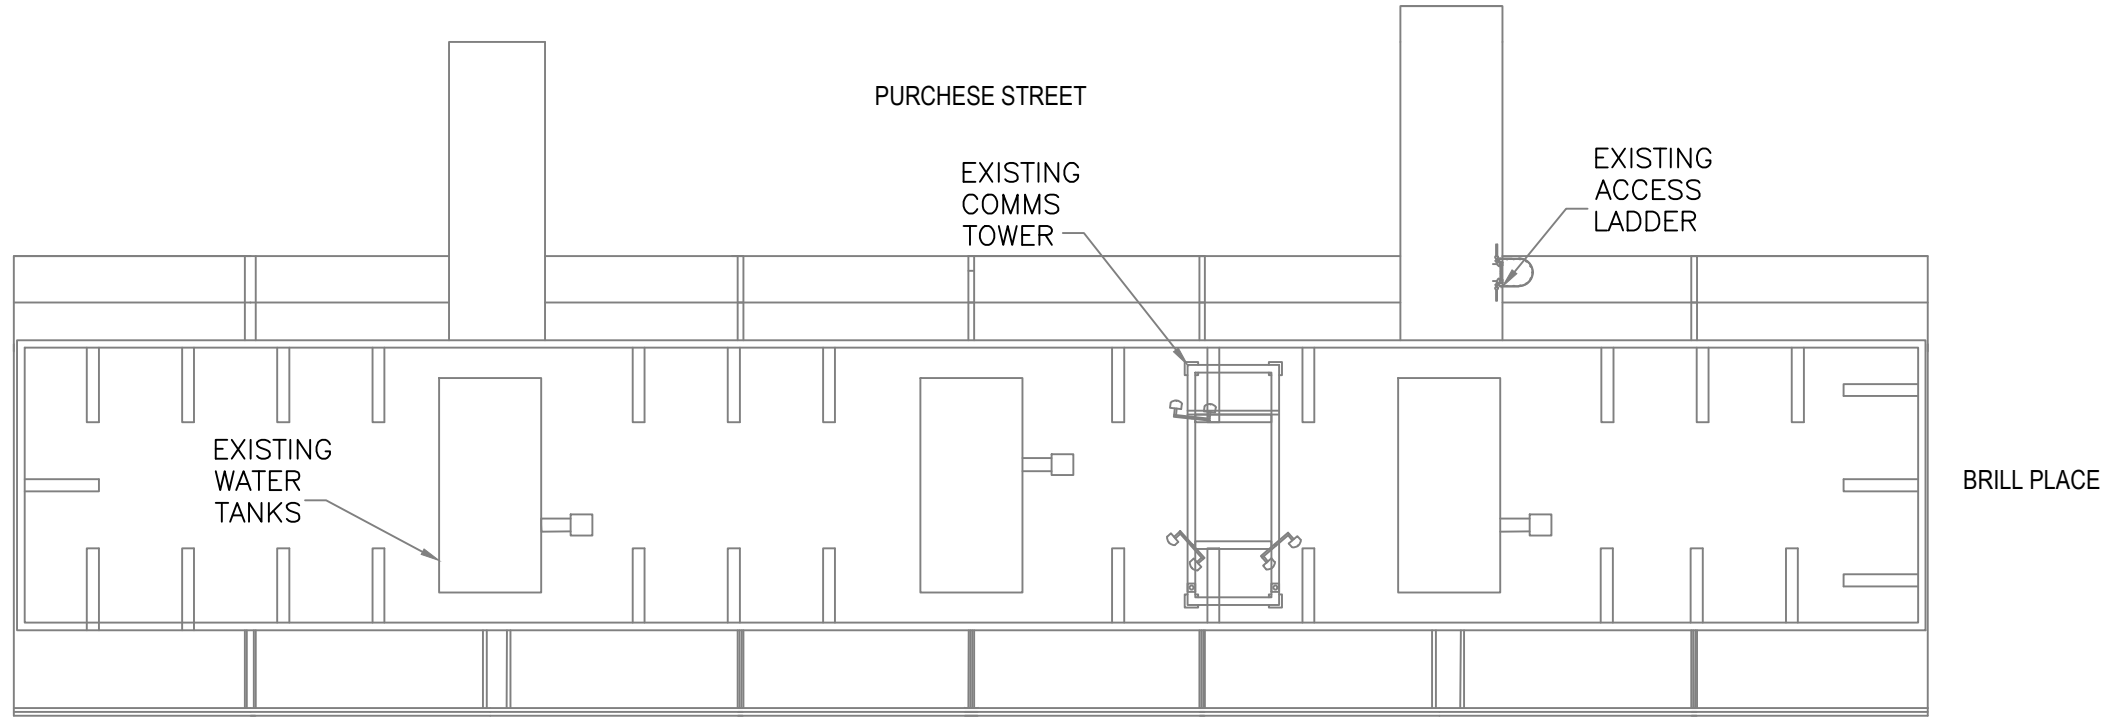 PURCHESE STREET
EXISTING
COMMS
TOWER
EXISTING
ACCESS
LADDER
EXISTING
WATER
TANKS
BRILL PLACE